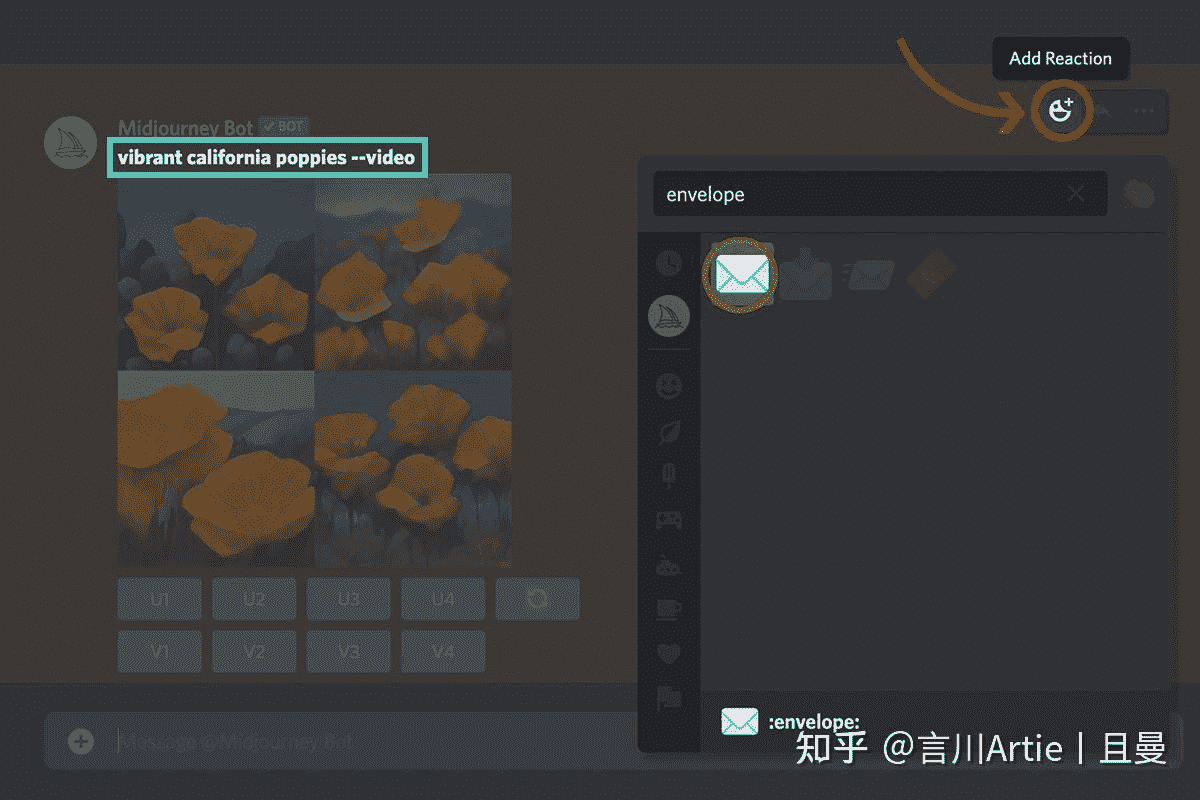 Add Reaction
Midjourney Bot ✓ BOT
vibrant california poppies --video
envelope
U1 U2 U3 U4
V1 V2 V3 V4
:envelope:
Message @Midjourney Bot
知乎 @言川Artie | 且曼